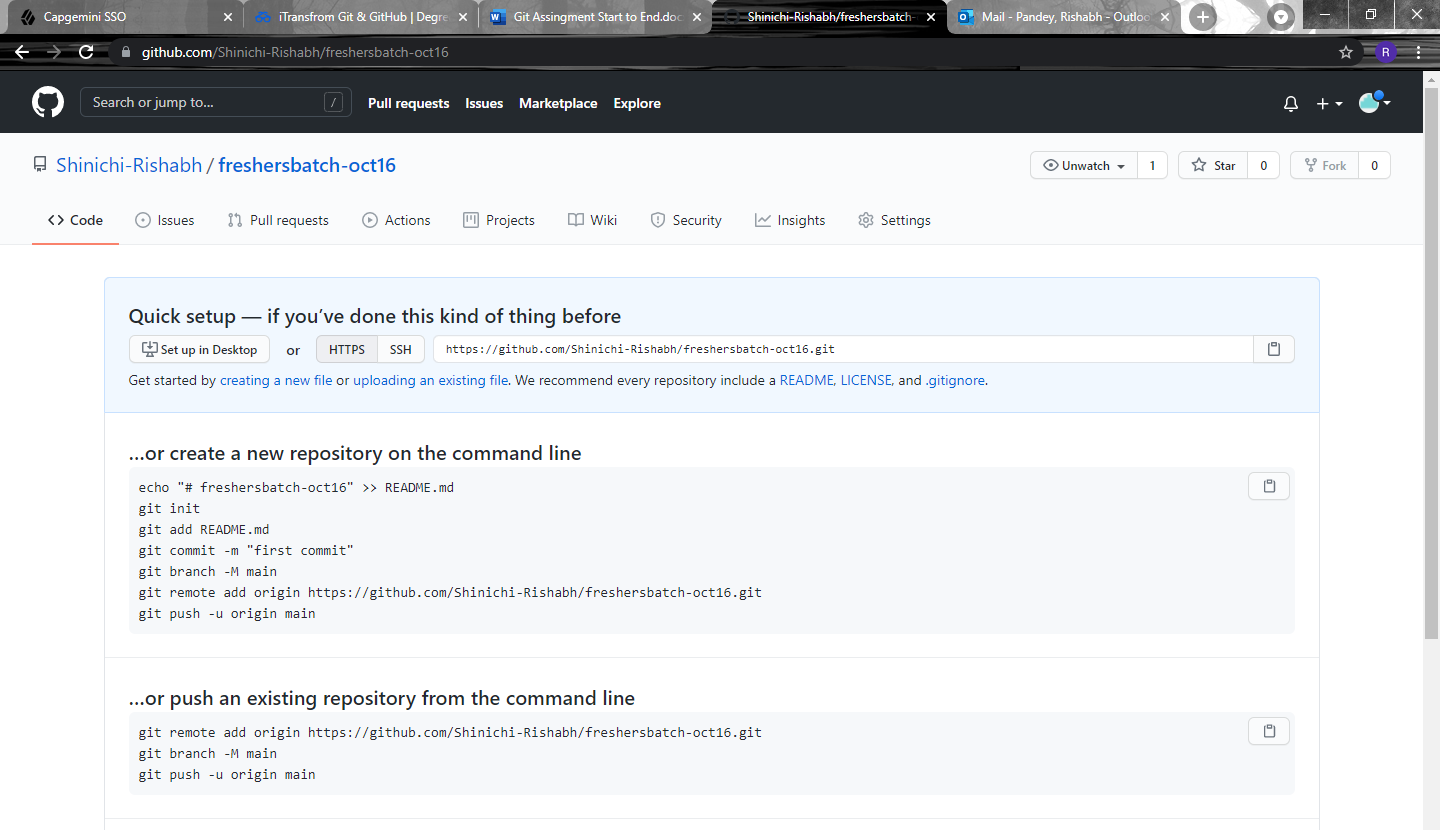 Capgemini SSO
iTransfrom Git & GitHub | Degre
Git Assingment Start to End.doc
Shinichi-Rishabh/freshersbatch-
Mail - Pandey, Rishabh - Outloo
github.com/Shinichi-Rishabh/freshersbatch-oct16
R
Search or jump to... /
Pull requests Issues Marketplace Explore
Shinichi-Rishabh / freshersbatch-oct16
Unwatch 1 Star 0 Fork 0
Code Issues Pull requests Actions Projects Wiki Security Insights Settings
Quick setup — if you’ve done this kind of thing before
Set up in Desktop or HTTPS SSH https://github.com/Shinichi-Rishabh/freshersbatch-oct16.git
Get started by creating a new file or uploading an existing file. We recommend every repository include a README, LICENSE, and .gitignore.
…or create a new repository on the command line
echo "# freshersbatch-oct16" >> README.md
git init
git add README.md
git commit -m "first commit"
git branch -M main
git remote add origin https://github.com/Shinichi-Rishabh/freshersbatch-oct16.git
git push -u origin main
…or push an existing repository from the command line
git remote add origin https://github.com/Shinichi-Rishabh/freshersbatch-oct16.git
git branch -M main
git push -u origin main